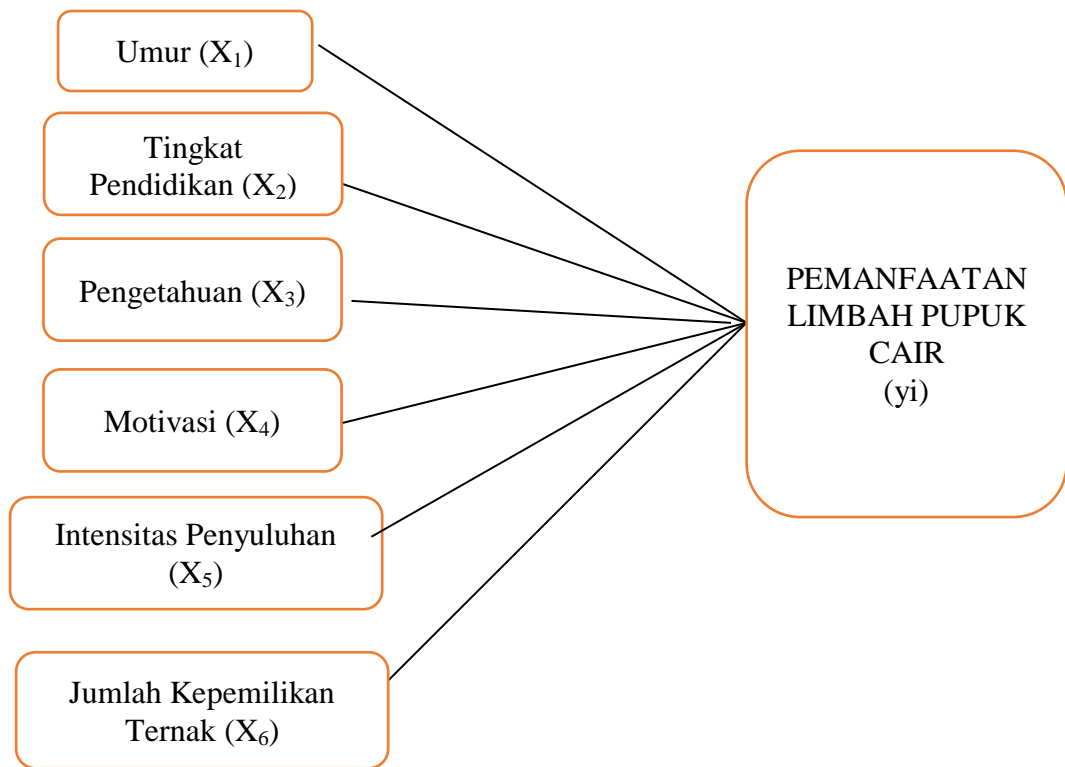 Umur (X₁)
Tingkat
Pendidikan (X₂)
Pengetahuan (X₃)
Motivasi (X₄)
Intensitas Penyuluhan
(X₅)
Jumlah Kepemilikan
Ternak (X₆)
PEMANFAATAN
LIMBAH PUPUK
CAIR
(yi)